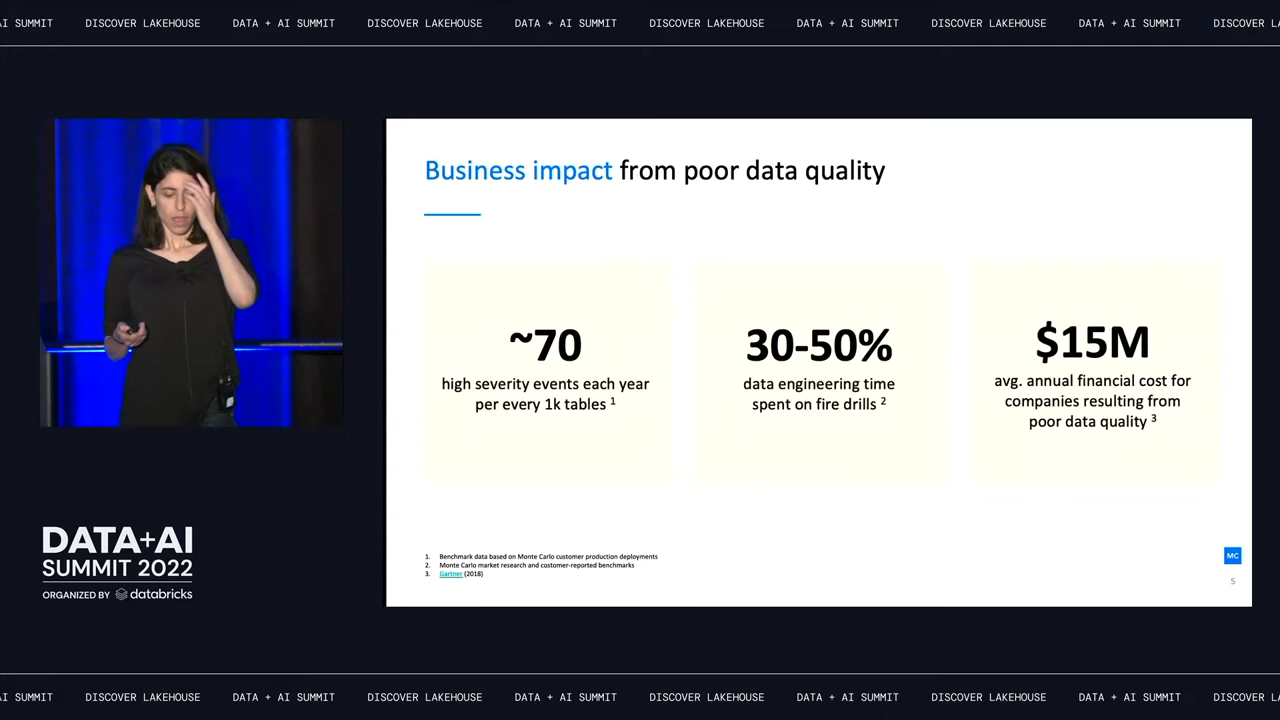 AI SUMMIT DISCOVER LAKEHOUSE DATA + AI SUMMIT DISCOVER LAKEHOUSE DATA + AI SUMMIT DISCOVER LAKEHOUSE DATA + AI SUMMIT DISCOVER LAKEHOUSE DATA + AI SUMMIT DISCOVER LA
Business impact from poor data quality
~70
high severity events each year
per every 1k tables 1
30-50%
data engineering time
spent on fire drills 2
$15M
avg. annual financial cost for
companies resulting from
poor data quality 3
1. Benchmark data based on Monte Carlo customer production deployments
2. Monte Carlo market research and customer-reported benchmarks
3. Gartner (2018)
MC
5
DATA+AI
SUMMIT 2022
ORGANIZED BY databricks
AI SUMMIT DISCOVER LAKEHOUSE DATA + AI SUMMIT DISCOVER LAKEHOUSE DATA + AI SUMMIT DISCOVER LAKEHOUSE DATA + AI SUMMIT DISCOVER LAKEHOUSE DATA + AI SUMMIT DISCOVER LA